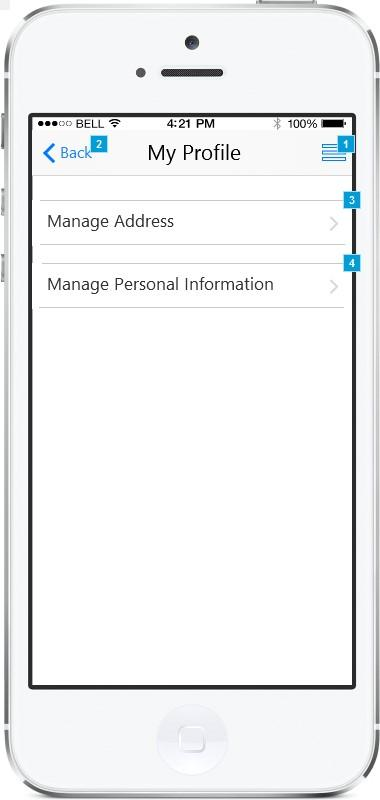 BELL 4:21 PM 100%
Back 2 My Profile 1
3
Manage Address
4
Manage Personal Information